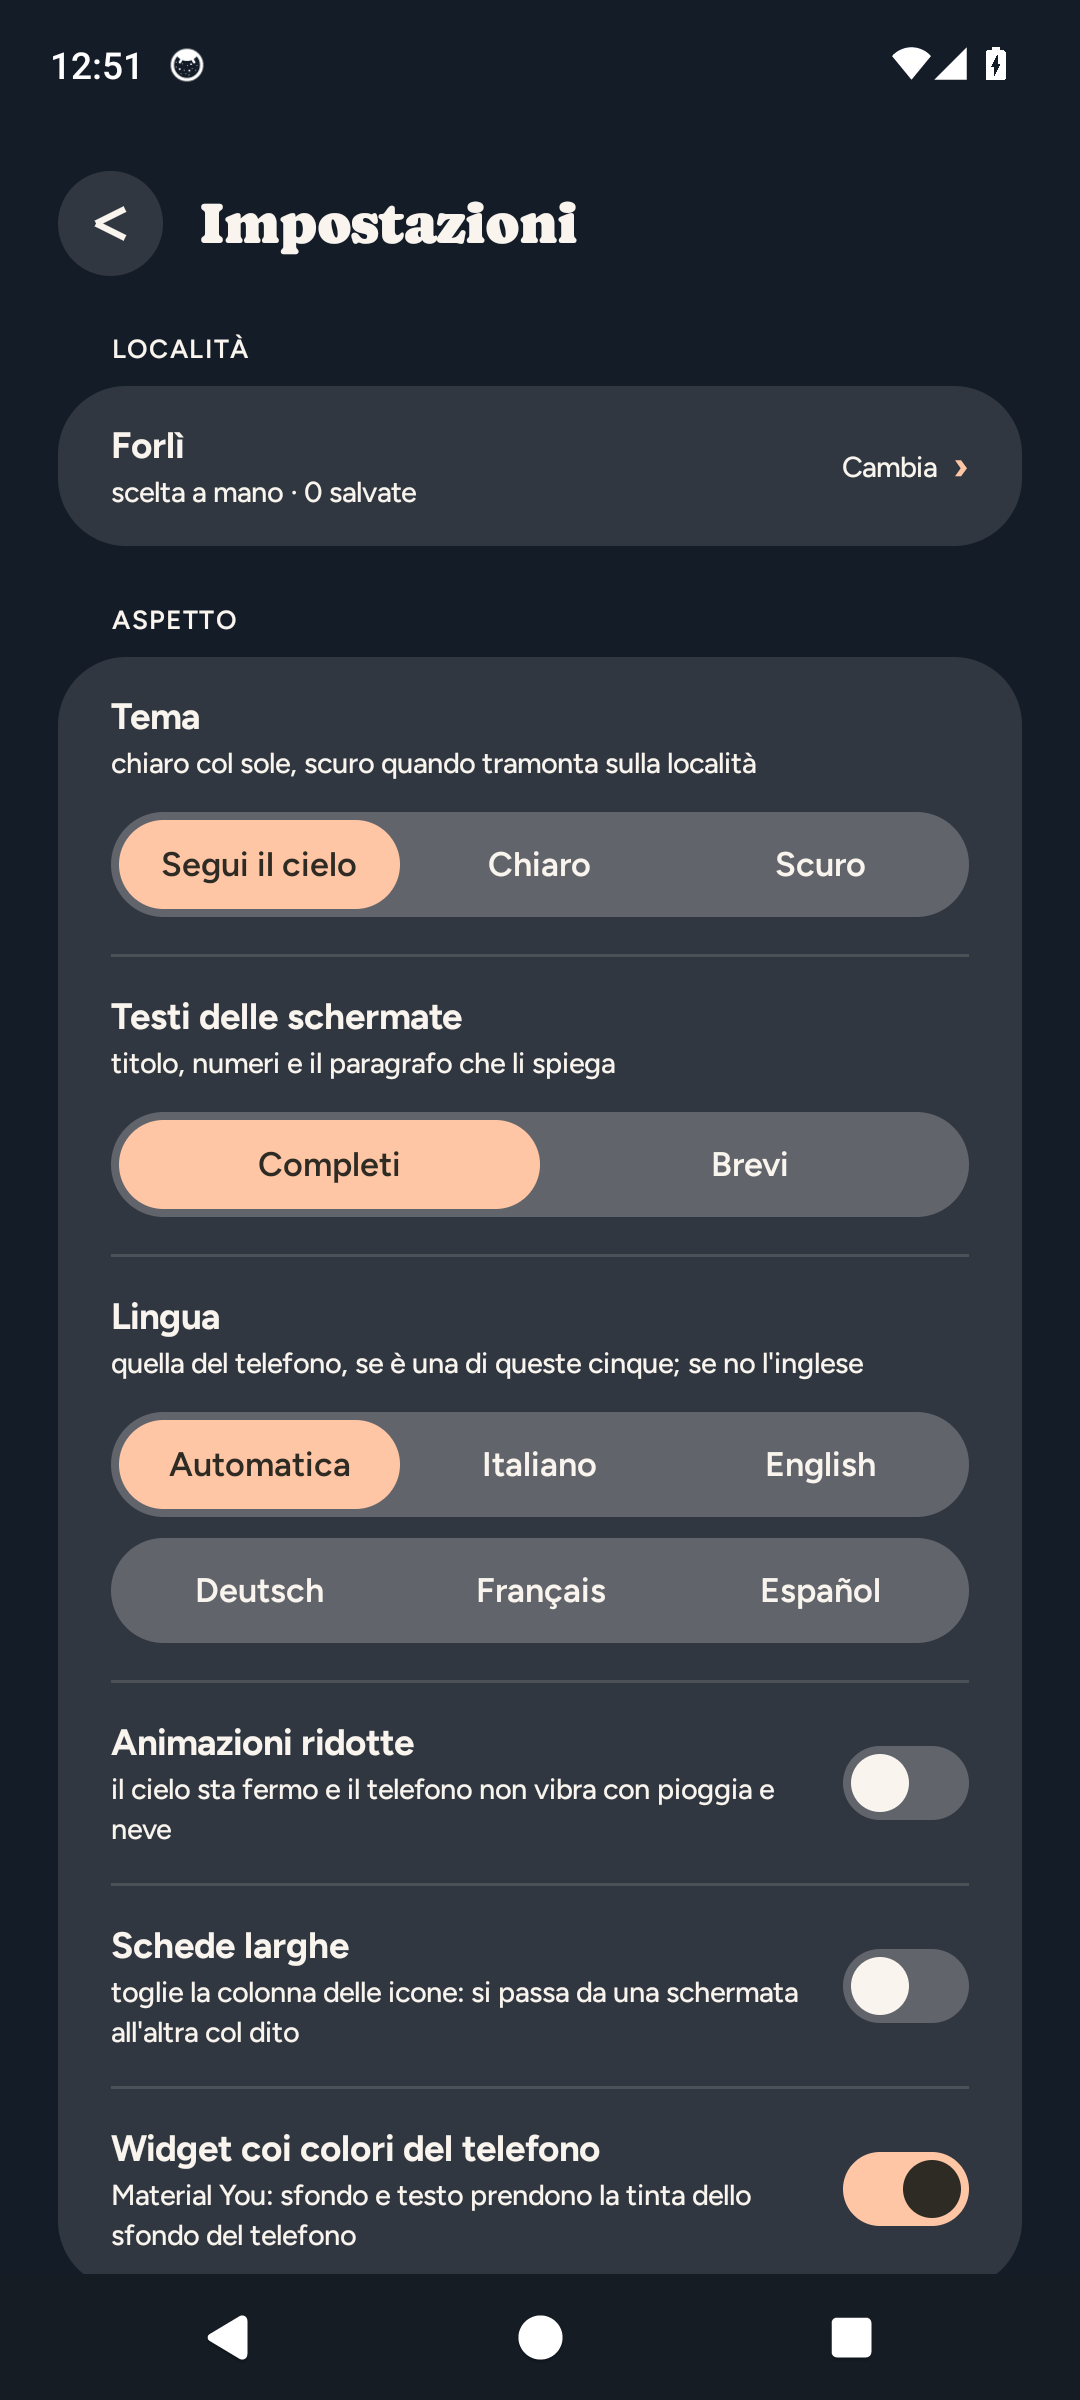 12:51
< Impostazioni
LOCALITÀ
Forlì
scelta a mano · 0 salvate
Cambia ›
ASPETTO
Tema
chiaro col sole, scuro quando tramonta sulla località
Segui il cielo Chiaro Scuro
Testi delle schermate
titolo, numeri e il paragrafo che li spiega
Completi Brevi
Lingua
quella del telefono, se è una di queste cinque; se no l'inglese
Automatica Italiano English
Deutsch Français Español
Animazioni ridotte
il cielo sta fermo e il telefono non vibra con pioggia e
neve
Schede larghe
toglie la colonna delle icone: si passa da una schermata
all'altra col dito
Widget coi colori del telefono
Material You: sfondo e testo prendono la tinta dello
sfondo del telefono